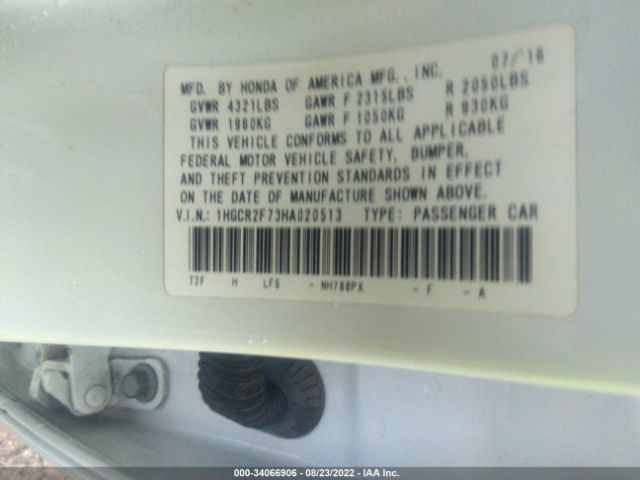 07/'16
MFD. BY HONDA OF AMERICA MFG., INC.
GVWR 4321LBS GAWR F 2315LBS R 2050LBS
GVWR 1960KG GAWR F 1050KG R 930KG
THIS VEHICLE CONFORMS TO ALL APPLICABLE
FEDERAL MOTOR VEHICLE SAFETY, BUMPER,
AND THEFT PREVENTION STANDARDS IN EFFECT
ON THE DATE OF MANUFACTURE SHOWN ABOVE.
V.I.N.: 1HGCR2F73HA020513 TYPE: PASSENGER CAR
T2F H LF6 - NH788PX - F - A
000-34066906 - 08/23/2022 - IAA Inc.